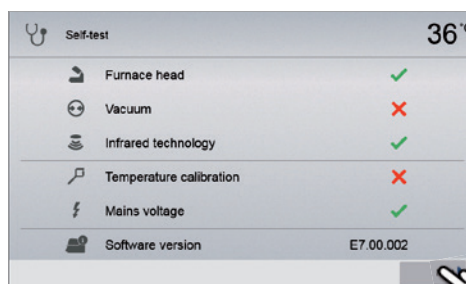 Self-test 36°
Furnace head
Vacuum
Infrared technology
Temperature calibration
Mains voltage
Software version E7.00.002